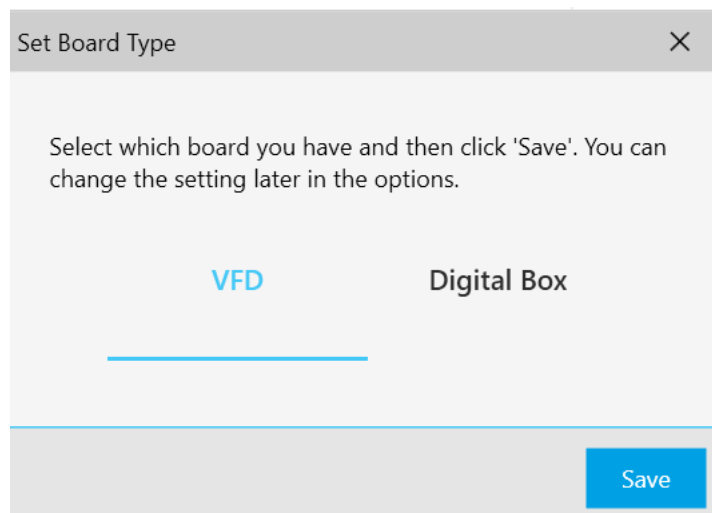 Set Board Type
Select which board you have and then click 'Save'. You can
change the setting later in the options.
VFD Digital Box
Save